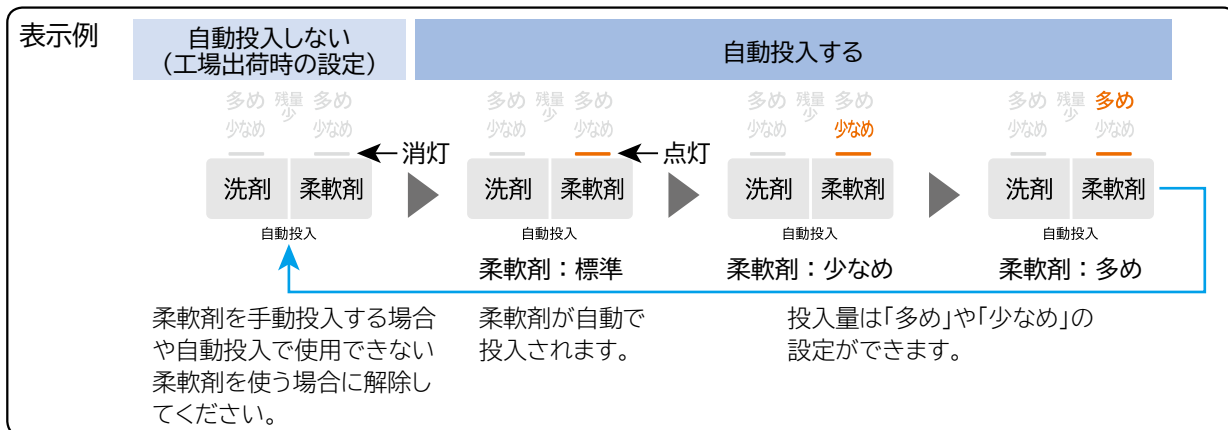 表示例
自動投入しない
（工場出荷時の設定）
自動投入する
多め 残量少 多め
少なめ 少なめ
消灯
洗剤 柔軟剤
自動投入
多め 残量少 多め
少なめ 少なめ
点灯
洗剤 柔軟剤
自動投入
柔軟剤：標準
多め 残量少 多め
少なめ 少なめ
洗剤 柔軟剤
自動投入
柔軟剤：少なめ
多め 残量少 多め
少なめ 少なめ
洗剤 柔軟剤
自動投入
柔軟剤：多め
柔軟剤を手動投入する場合
や自動投入で使用できない
柔軟剤を使う場合に解除し
てください。
柔軟剤が自動で
投入されます。
投入量は「多め」や「少なめ」の
設定ができます。